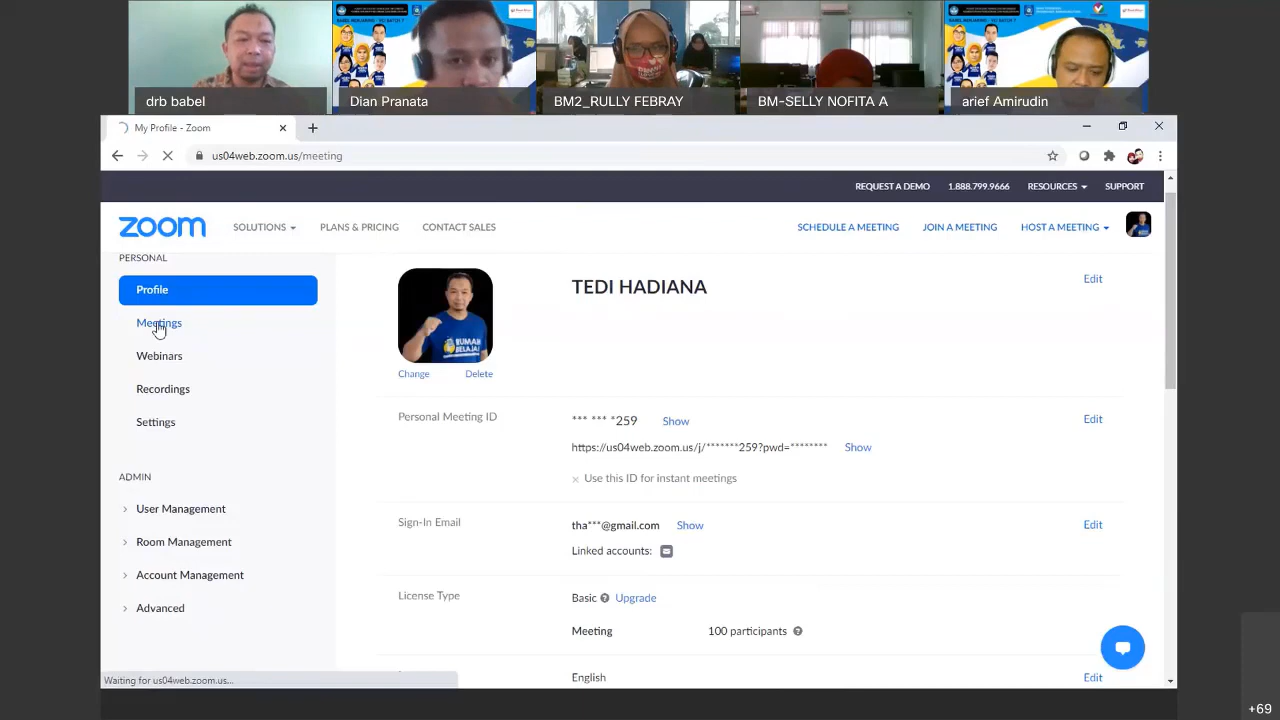 drb babel
Dian Pranata
BM2_RULLY FEBRAY
BM-SELLY NOFITA A
arief Amirudin
My Profile - Zoom
us04web.zoom.us/meeting
REQUEST A DEMO 1.888.799.9666 RESOURCES SUPPORT
zoom SOLUTIONS PLANS & PRICING CONTACT SALES SCHEDULE A MEETING JOIN A MEETING HOST A MEETING
PERSONAL
Profile
Meetings
Webinars
Recordings
Settings
ADMIN
User Management
Room Management
Account Management
Advanced
RUMAH
BELAJAR
Change Delete
TEDI HADIANA Edit
Personal Meeting ID *** *** *259 Show Edit
https://us04web.zoom.us/j/*******259?pwd=******** Show
× Use this ID for instant meetings
Sign-In Email tha***@gmail.com Show Edit
Linked accounts:
License Type Basic Upgrade
Meeting 100 participants
English Edit
Waiting for us04web.zoom.us...
+69